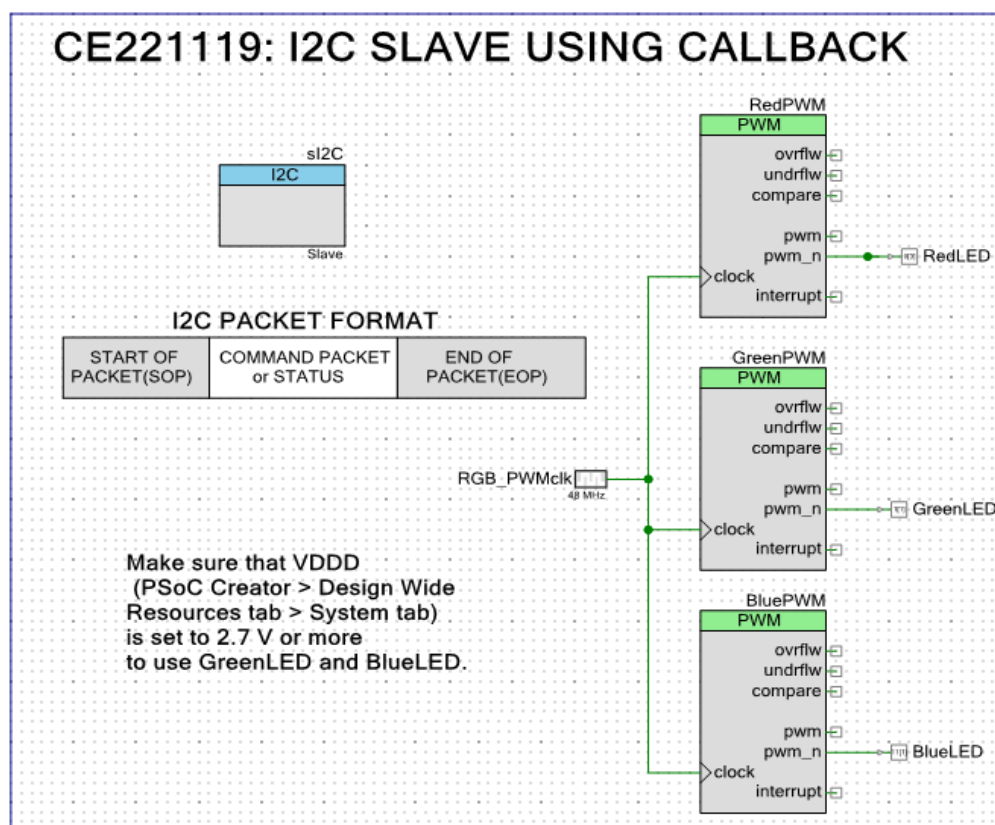 CE221119: I2C SLAVE USING CALLBACK
sI2C
I2C
Slave
I2C PACKET FORMAT
START OF
PACKET(SOP)
COMMAND PACKET
or STATUS
END OF
PACKET(EOP)
RGB_PWMclk
48 MHz
Make sure that VDDD
(PSoC Creator > Design Wide
Resources tab > System tab)
is set to 2.7 V or more
to use GreenLED and BlueLED.
RedPWM
PWM
ovrflw
undrflw
compare
pwm
pwm_n
RedLED
clock
interrupt
GreenPWM
PWM
ovrflw
undrflw
compare
pwm
pwm_n
GreenLED
clock
interrupt
BluePWM
PWM
ovrflw
undrflw
compare
pwm
pwm_n
BlueLED
clock
interrupt